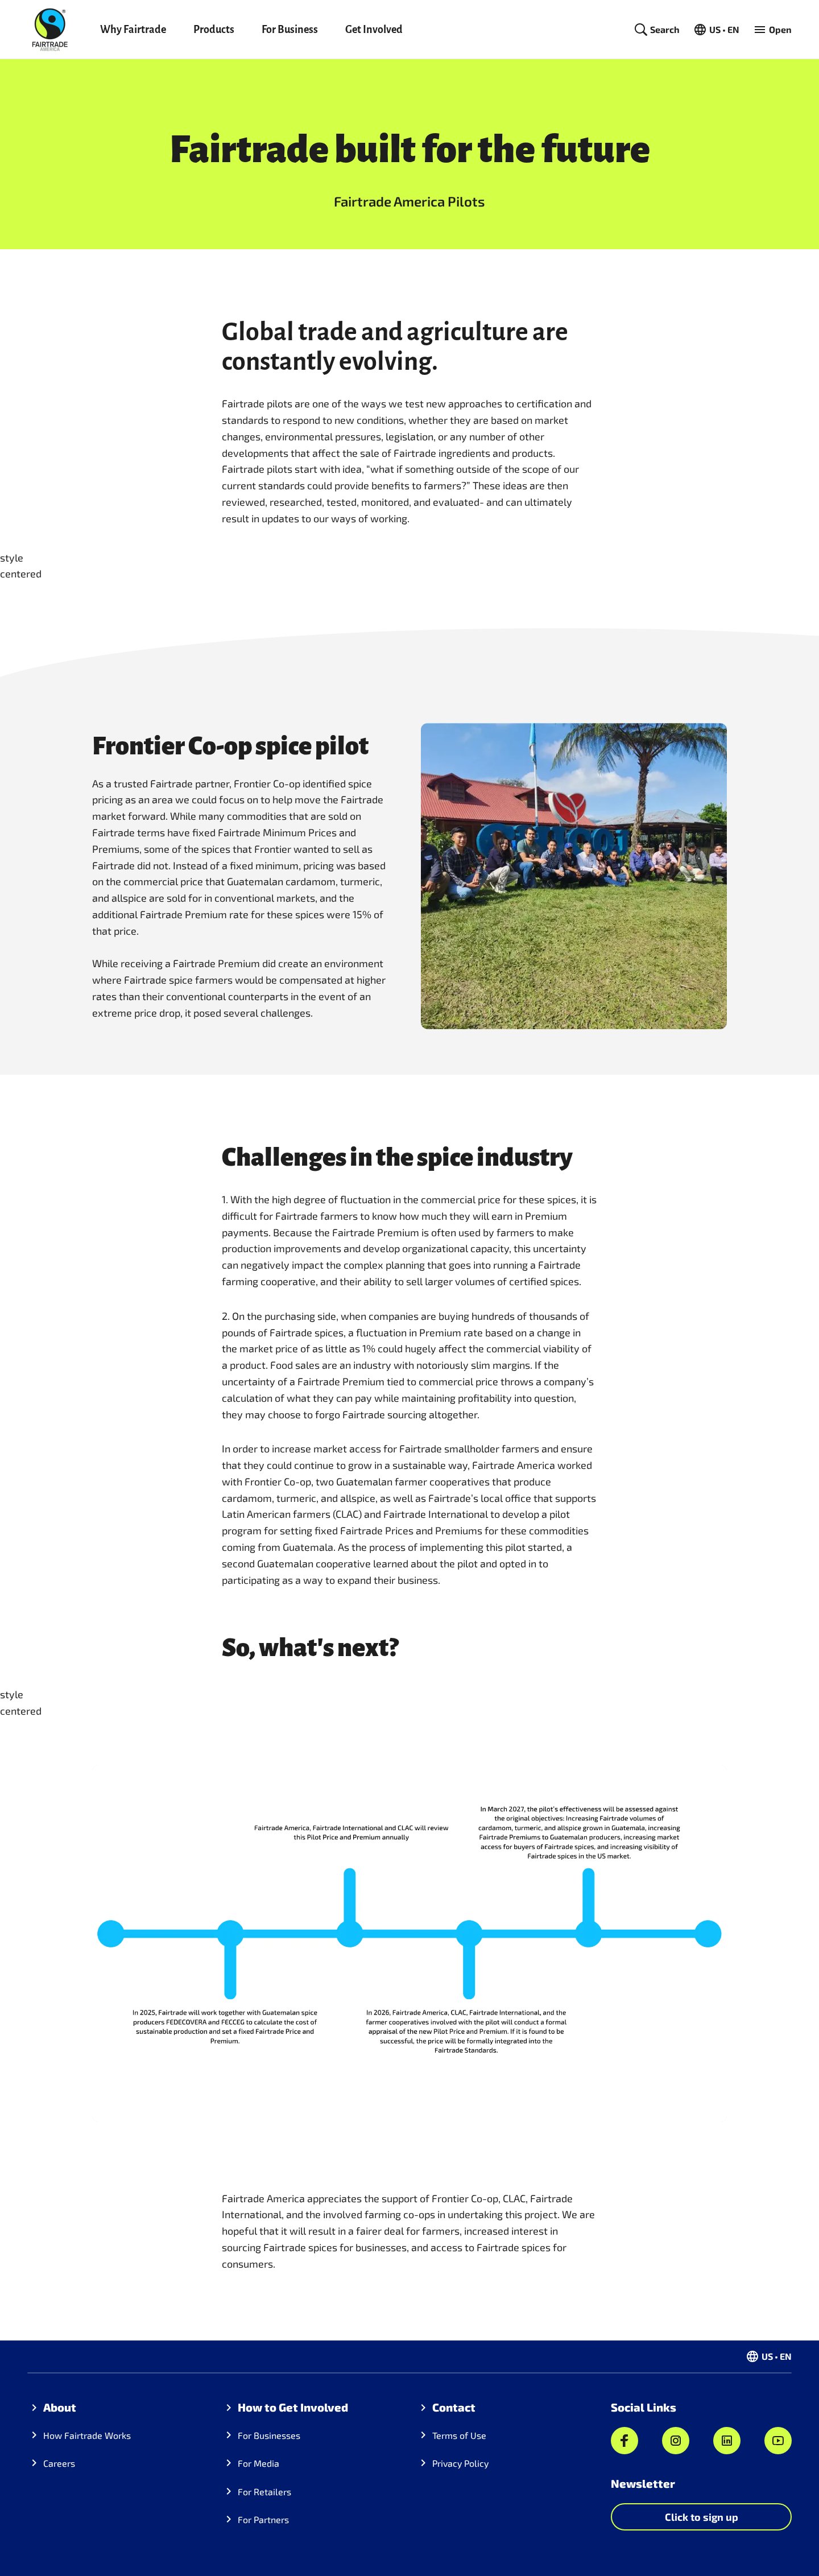 FAIRTRADE
AMERICA
Why Fairtrade
Products
For Business
Get Involved
Search
US • EN
Open
Fairtrade built for the future
Fairtrade America Pilots
Global trade and agriculture are
constantly evolving.
Fairtrade pilots are one of the ways we test new approaches to certification and
standards to respond to new conditions, whether they are based on market
changes, environmental pressures, legislation, or any number of other
developments that affect the sale of Fairtrade ingredients and products.
Fairtrade pilots start with idea, "what if something outside of the scope of our
current standards could provide benefits to farmers?" These ideas are then
reviewed, researched, tested, monitored, and evaluated- and can ultimately
result in updates to our ways of working.
style
centered
Frontier Co-op spice pilot
As a trusted Fairtrade partner, Frontier Co-op identified spice
pricing as an area we could focus on to help move the Fairtrade
market forward. While many commodities that are sold on
Fairtrade terms have fixed Fairtrade Minimum Prices and
Premiums, some of the spices that Frontier wanted to sell as
Fairtrade did not. Instead of a fixed minimum, pricing was based
on the commercial price that Guatemalan cardamom, turmeric,
and allspice are sold for in conventional markets, and the
additional Fairtrade Premium rate for these spices were 15% of
that price.
While receiving a Fairtrade Premium did create an environment
where Fairtrade spice farmers would be compensated at higher
rates than their conventional counterparts in the event of an
extreme price drop, it posed several challenges.
Challenges in the spice industry
1. With the high degree of fluctuation in the commercial price for these spices, it is
difficult for Fairtrade farmers to know how much they will earn in Premium
payments. Because the Fairtrade Premium is often used by farmers to make
production improvements and develop organizational capacity, this uncertainty
can negatively impact the complex planning that goes into running a Fairtrade
farming cooperative, and their ability to sell larger volumes of certified spices.
2. On the purchasing side, when companies are buying hundreds of thousands of
pounds of Fairtrade spices, a fluctuation in Premium rate based on a change in
the market price of as little as 1% could hugely affect the commercial viability of
a product. Food sales are an industry with notoriously slim margins. If the
uncertainty of a Fairtrade Premium tied to commercial price throws a company's
calculation of what they can pay while maintaining profitability into question,
they may choose to forgo Fairtrade sourcing altogether.
In order to increase market access for Fairtrade smallholder farmers and ensure
that they could continue to grow in a sustainable way, Fairtrade America worked
with Frontier Co-op, two Guatemalan farmer cooperatives that produce
cardamom, turmeric, and allspice, as well as Fairtrade's local office that supports
Latin American farmers (CLAC) and Fairtrade International to develop a pilot
program for setting fixed Fairtrade Prices and Premiums for these commodities
coming from Guatemala. As the process of implementing this pilot started, a
second Guatemalan cooperative learned about the pilot and opted in to
participating as a way to expand their business.
So, what's next?
style
centered
Fairtrade America, Fairtrade International and CLAC will review
this Pilot Price and Premium annually
In March 2027, the pilot's effectiveness will be assessed against
the original objectives: Increasing Fairtrade volumes of
cardamom, turmeric, and allspice grown in Guatemala, increasing
Fairtrade Premiums to Guatemalan producers, increasing market
access for buyers of Fairtrade spices, and increasing visibility of
Fairtrade spices in the US market.
In 2025, Fairtrade will work together with Guatemalan spice
producers FEDECOVERA and FECCEG to calculate the cost of
sustainable production and set a fixed Fairtrade Price and
Premium.
In 2026, Fairtrade America, CLAC, Fairtrade International, and the
farmer cooperatives involved with the pilot will conduct a formal
appraisal of the new Pilot Price and Premium. If it is found to be
successful, the price will be formally integrated into the
Fairtrade Standards.
Fairtrade America appreciates the support of Frontier Co-op, CLAC, Fairtrade
International, and the involved farming co-ops in undertaking this project. We are
hopeful that it will result in a fairer deal for farmers, increased interest in
sourcing Fairtrade spices for businesses, and access to Fairtrade spices for
consumers.
US • EN
About
How Fairtrade Works
Careers
How to Get Involved
For Businesses
For Media
For Retailers
For Partners
Contact
Terms of Use
Privacy Policy
Social Links
Newsletter
Click to sign up